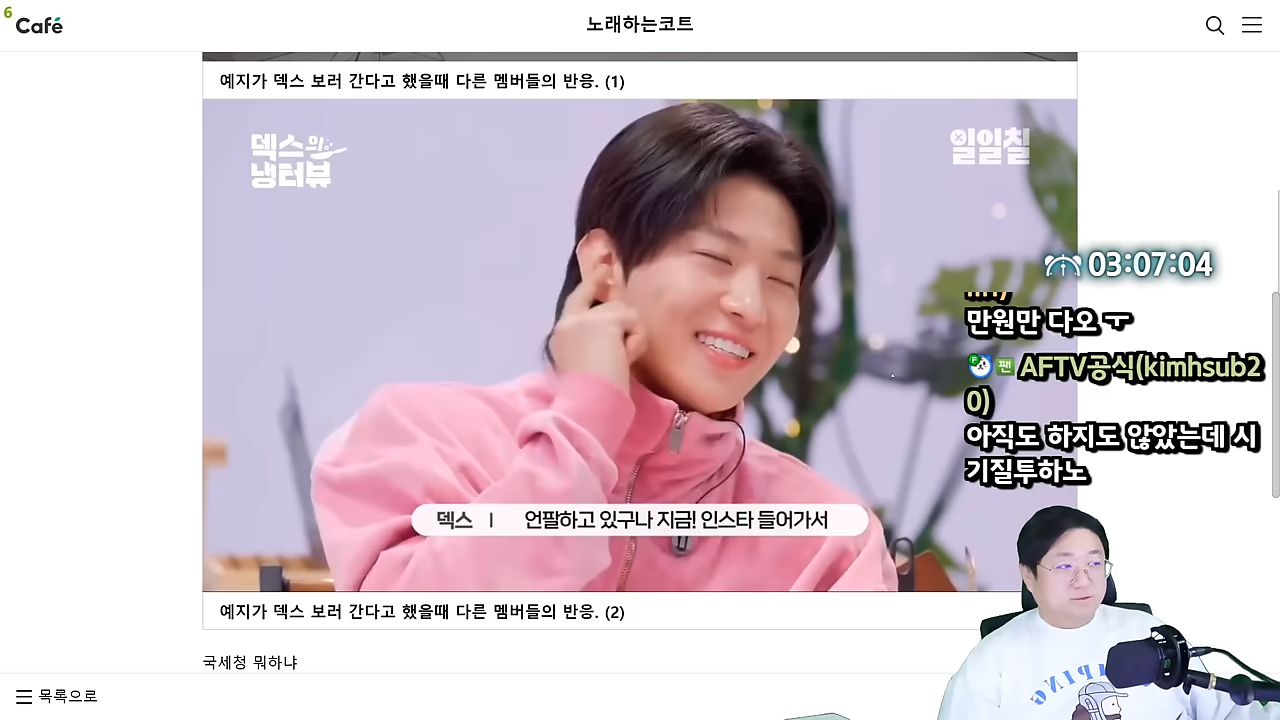 6
Café
노래하는코트
예지가 덱스 보러 간다고 했을때 다른 멤버들의 반응. (1)
덱스의
냉터뷰
일일칠
03:07:04
만원만 다오 ㅜ
팬 AFTV공식(kimhsub2
0)
아직도 하지도 않았는데 시
기질투하노
덱스 | 언팔하고 있구나 지금! 인스타 들어가서
예지가 덱스 보러 간다고 했을때 다른 멤버들의 반응. (2)
국세청 뭐하냐
목록으로